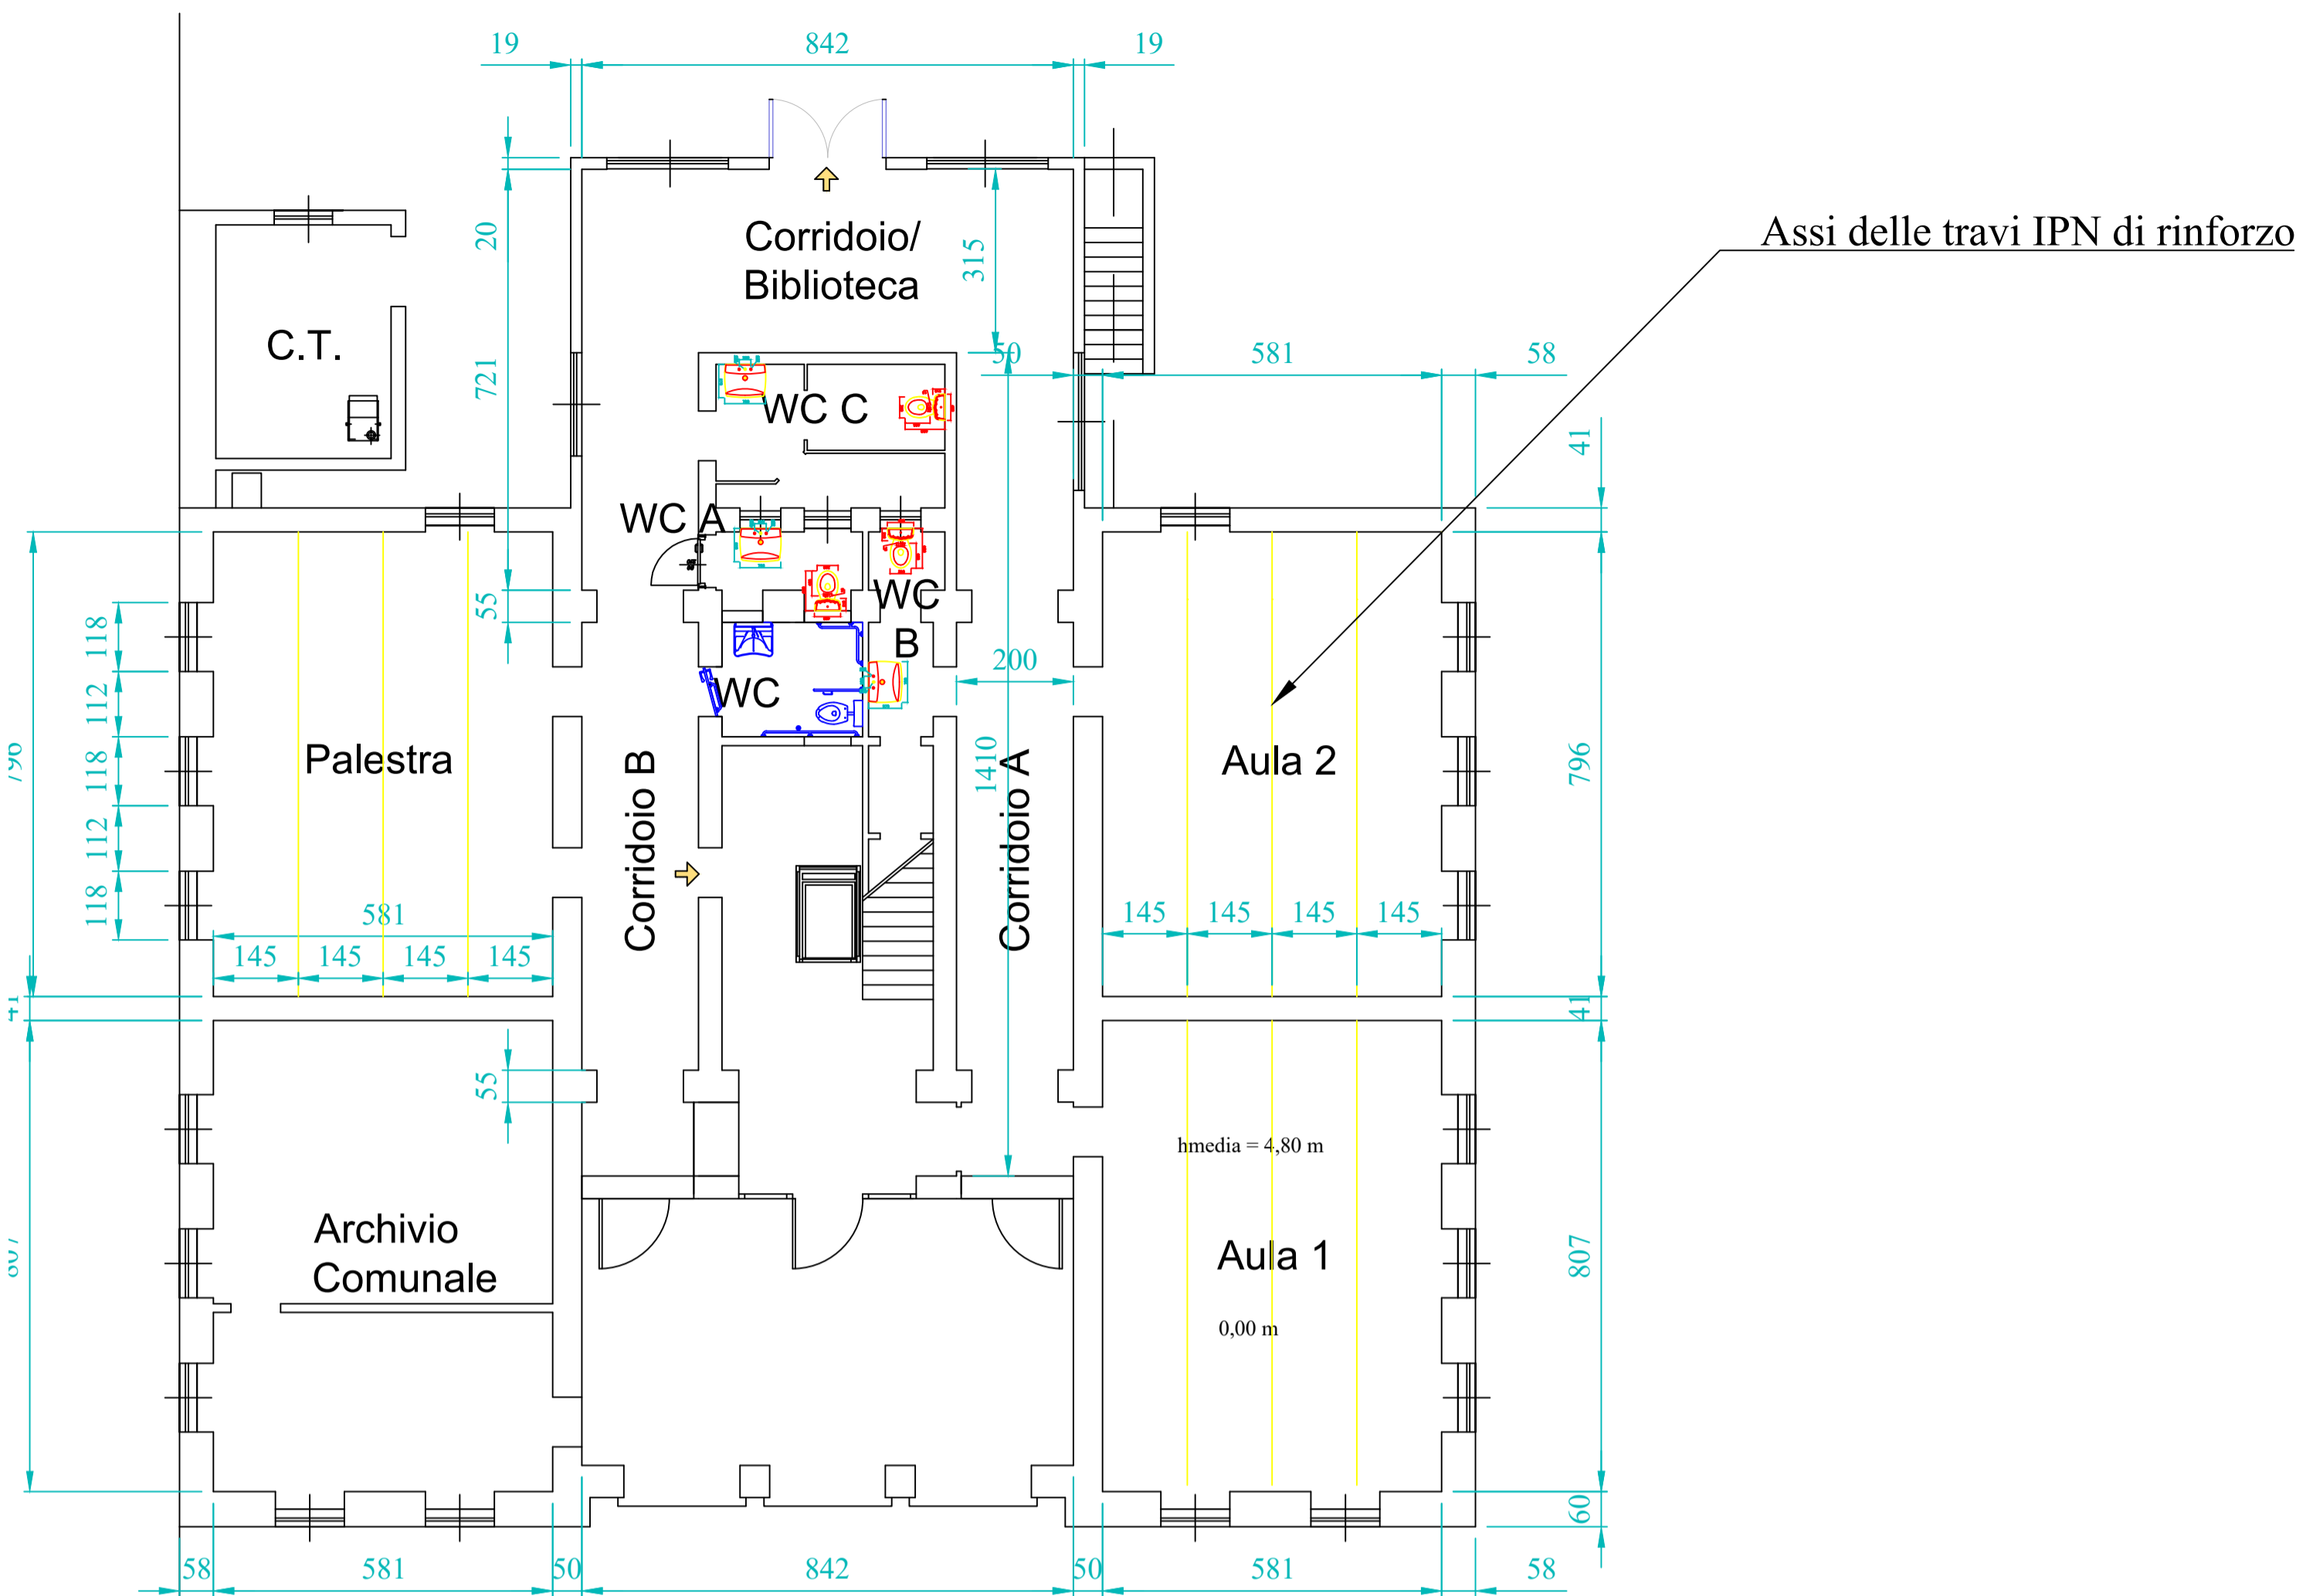 19
842
19
Corridoio/
Biblioteca
20
315
Assi delle travi IPN di rinforzo
C.T.
721
50
581
58
WC C
41
WC A
118
55
WC
B
200
112
WC
Palestra
118
Corridoio B
1410
Corridoio A
Aula 2
796
112
118
581
145
145
145
145
145
145
145
145
41
55
hmedia = 4,80 m
Archivio
Comunale
Aula 1
807
0,00 m
60
58
581
50
842
50
581
58